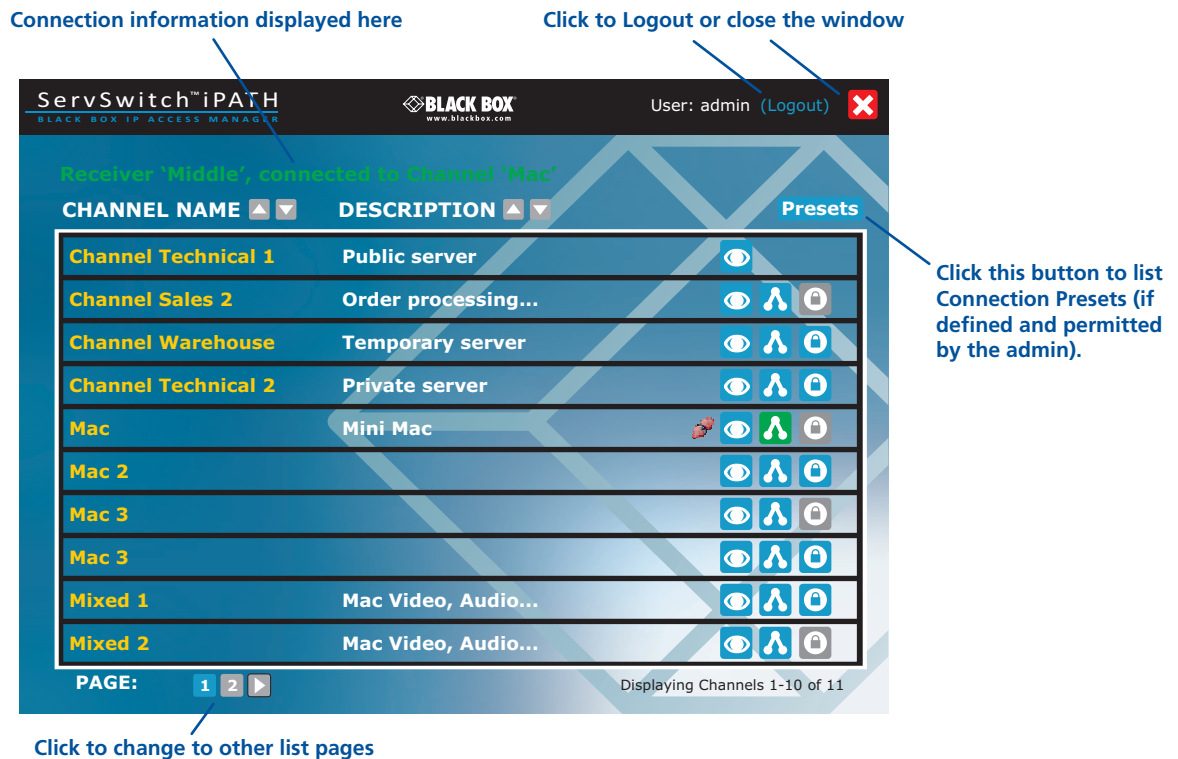 Connection information displayed here
Click to Logout or close the window
ServSwitch™iPATH
BLACK BOX IP ACCESS MANAGER
BLACK BOX®
www.blackbox.com
User: admin (Logout)
Receiver ‘Middle’, connected to Channel ‘Mac’
CHANNEL NAME
DESCRIPTION
Presets
Channel Technical 1 Public server
Channel Sales 2 Order processing...
Channel Warehouse Temporary server
Channel Technical 2 Private server
Mac Mini Mac
Mac 2
Mac 3
Mac 3
Mixed 1 Mac Video, Audio...
Mixed 2 Mac Video, Audio...
PAGE: 1 2
Displaying Channels 1-10 of 11
Click this button to list
Connection Presets (if
defined and permitted
by the admin).
Click to change to other list pages